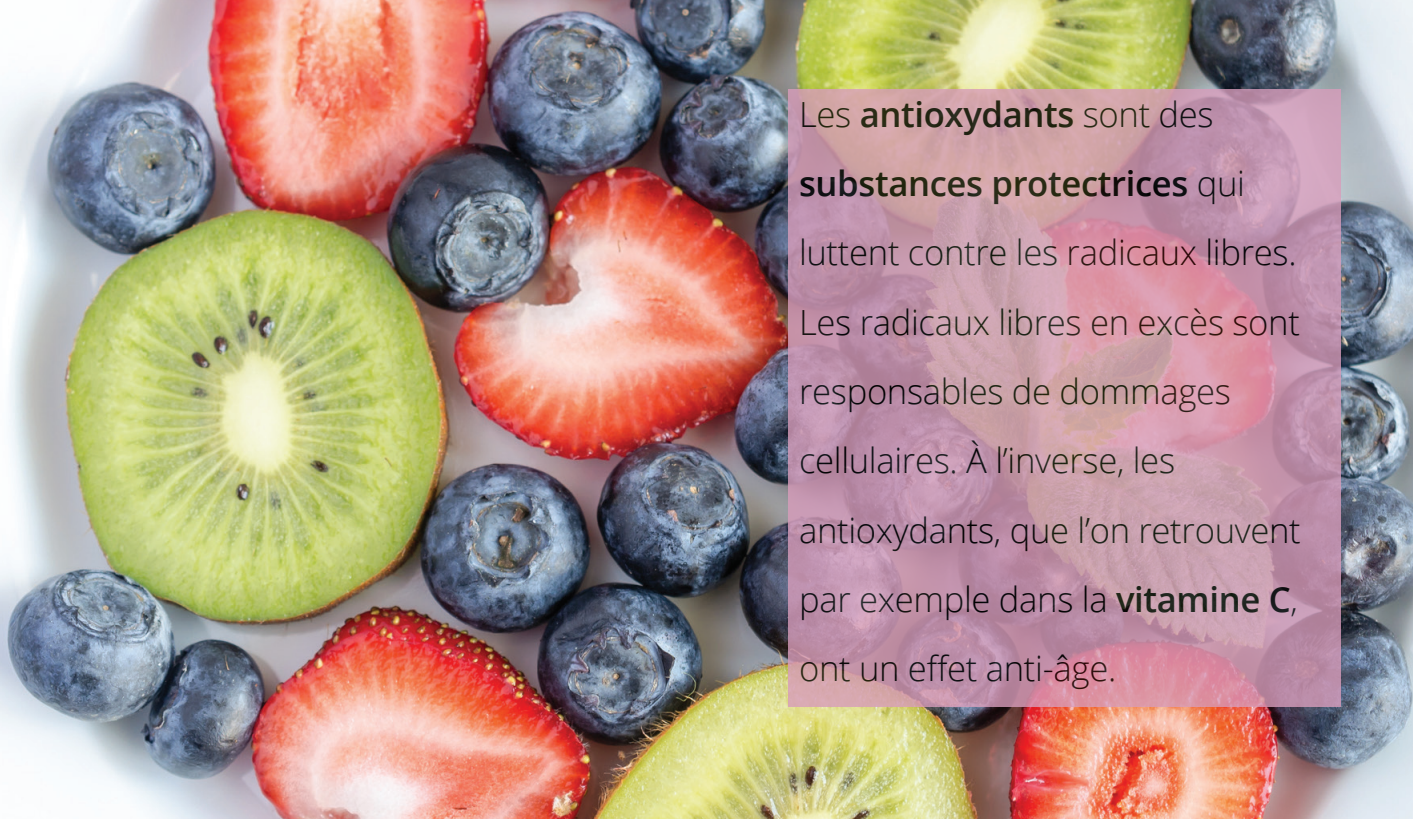 Les antioxydants sont des
substances protectrices qui
luttent contre les radicaux libres.
Les radicaux libres en excès sont
responsables de dommages
cellulaires. À l’inverse, les
antioxydants, que l’on retrouvent
par exemple dans la vitamine C,
ont un effet anti-âge.